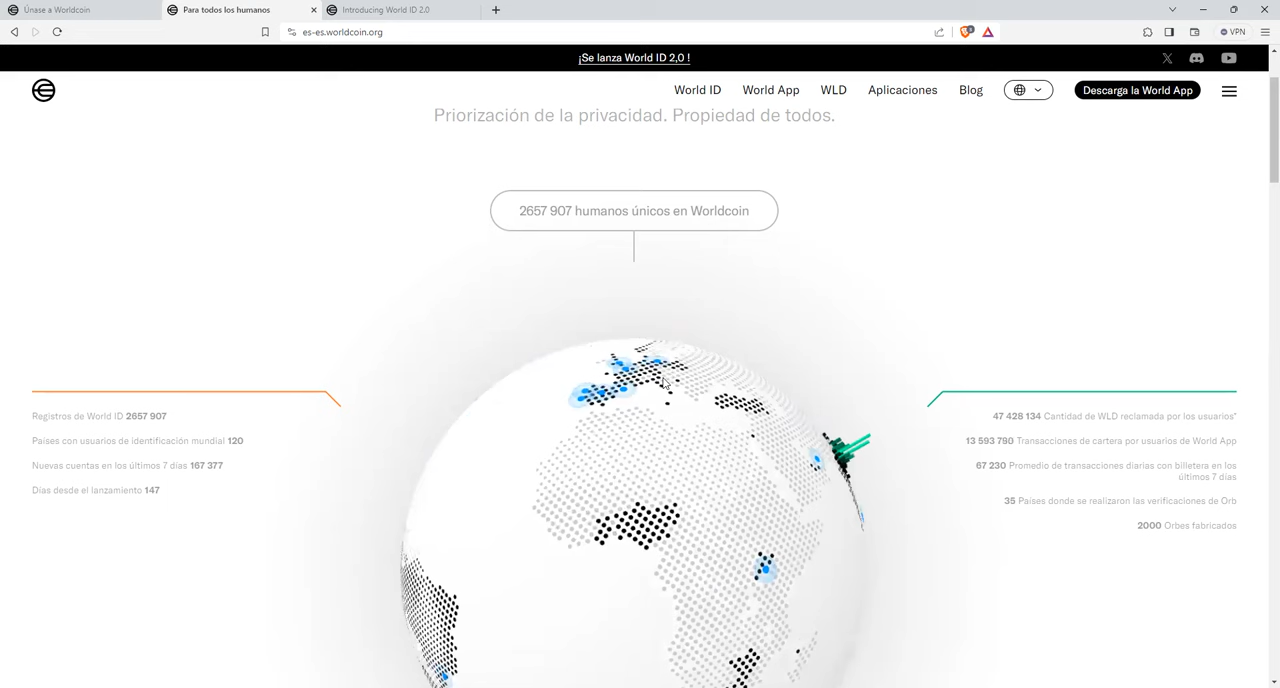 Únase a Worldcoin
Para todos los humanos
Introducing World ID 2.0
es-es.worldcoin.org
VPN
¡Se lanza World ID 2,0 !
World ID
World App
WLD
Aplicaciones
Blog
Descarga la World App
Priorización de la privacidad. Propiedad de todos.
2657 907 humanos únicos en Worldcoin
Registros de World ID 2657 907
Países con usuarios de identificación mundial 120
Nuevas cuentas en los últimos 7 días 167 377
Días desde el lanzamiento 147
47 428 134 Cantidad de WLD reclamada por los usuarios*
13 593 790 Transacciones de cartera por usuarios de World App
67 230 Promedio de transacciones diarias con billetera en los
últimos 7 días
35 Países donde se realizaron las verificaciones de Orb
2000 Orbes fabricados